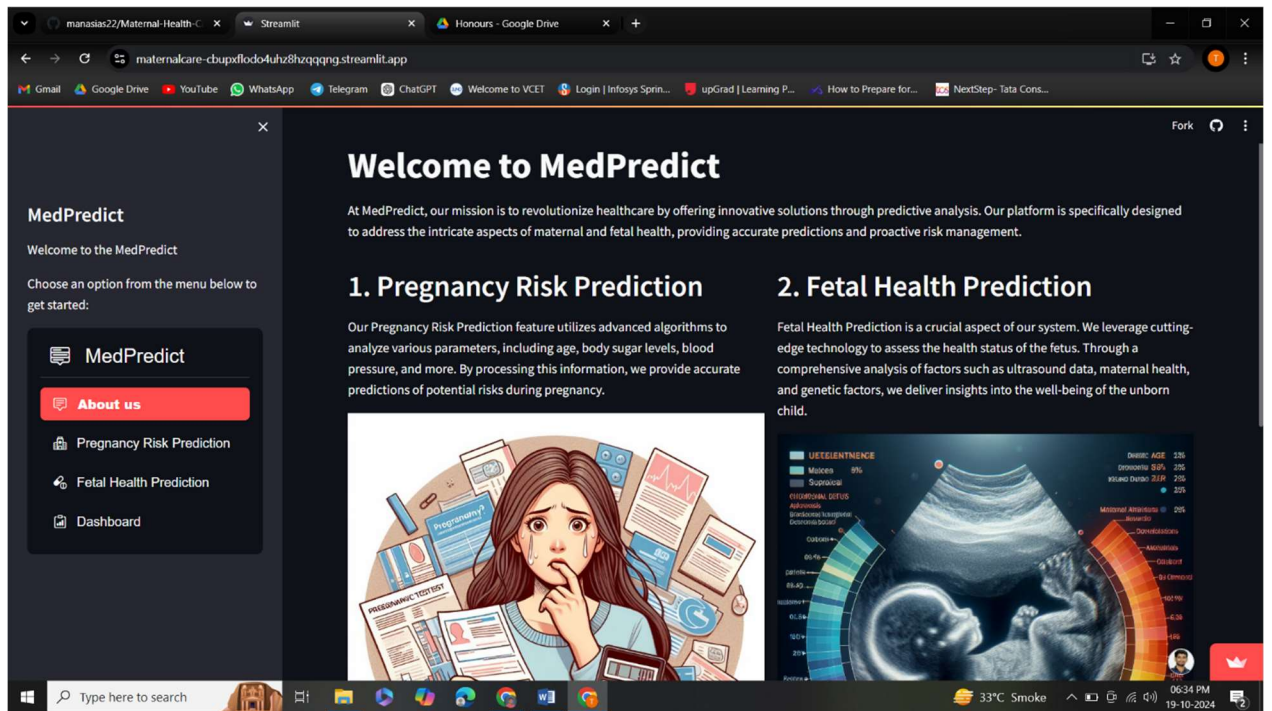 manasias22/Maternal-Health-C
Streamlit
Honours - Google Drive
maternalcare-cbupxflodo4uhz8hzqqqng.streamlit.app
T
Gmail
Google Drive
YouTube
WhatsApp
Telegram
ChatGPT
Welcome to VCET
Login | Infosys Sprin...
upGrad | Learning P...
How to Prepare for...
NextStep- Tata Cons...
Fork
MedPredict
Welcome to the MedPredict
Choose an option from the menu below to
get started:
MedPredict
About us
Pregnancy Risk Prediction
Fetal Health Prediction
Dashboard
Welcome to MedPredict
At MedPredict, our mission is to revolutionize healthcare by offering innovative solutions through predictive analysis. Our platform is specifically designed
to address the intricate aspects of maternal and fetal health, providing accurate predictions and proactive risk management.
1. Pregnancy Risk Prediction
Our Pregnancy Risk Prediction feature utilizes advanced algorithms to
analyze various parameters, including age, body sugar levels, blood
pressure, and more. By processing this information, we provide accurate
predictions of potential risks during pregnancy.
Pregnanmy?
PREEGNANMIC TESTEST
2. Fetal Health Prediction
Fetal Health Prediction is a crucial aspect of our system. We leverage cutting-
edge technology to assess the health status of the fetus. Through a
comprehensive analysis of factors such as ultrasound data, maternal health,
and genetic factors, we deliver insights into the well-being of the unborn
child.
UETELENTMENGE
Malcen 9%
Suproical
AGE
Type here to search
33°C Smoke
06:34 PM
19-10-2024
2